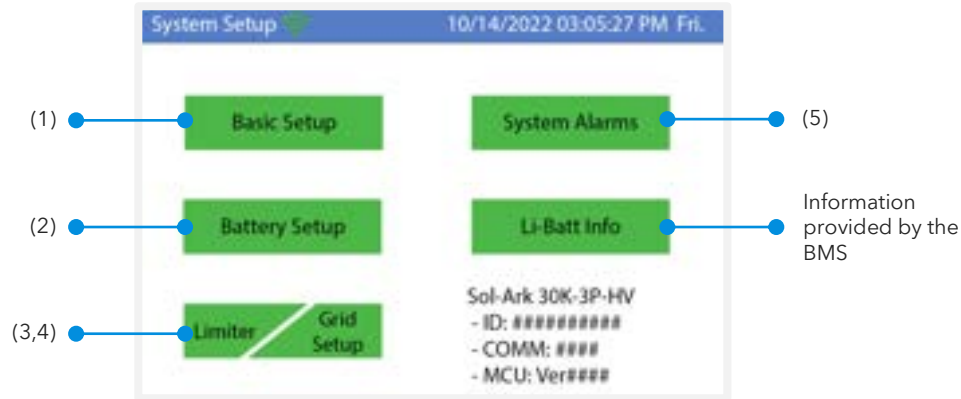 System Setup 10/14/2022 03:05:27 PM Fri.
(1) Basic Setup System Alarms (5)
(2) Battery Setup Li-Batt Info
Information
provided by the
BMS
(3,4) Limiter Grid
Setup
Sol-Ark 30K-3P-HV
- ID: ##########
- COMM: ####
- MCU: Ver####